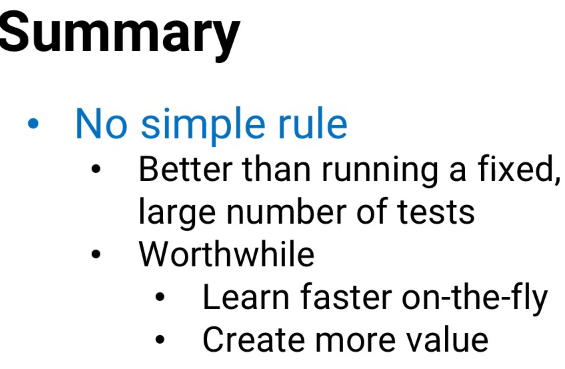 Summary
• No simple rule
• Better than running a fixed,
large number of tests
• Worthwhile
• Learn faster on-the-fly
• Create more value